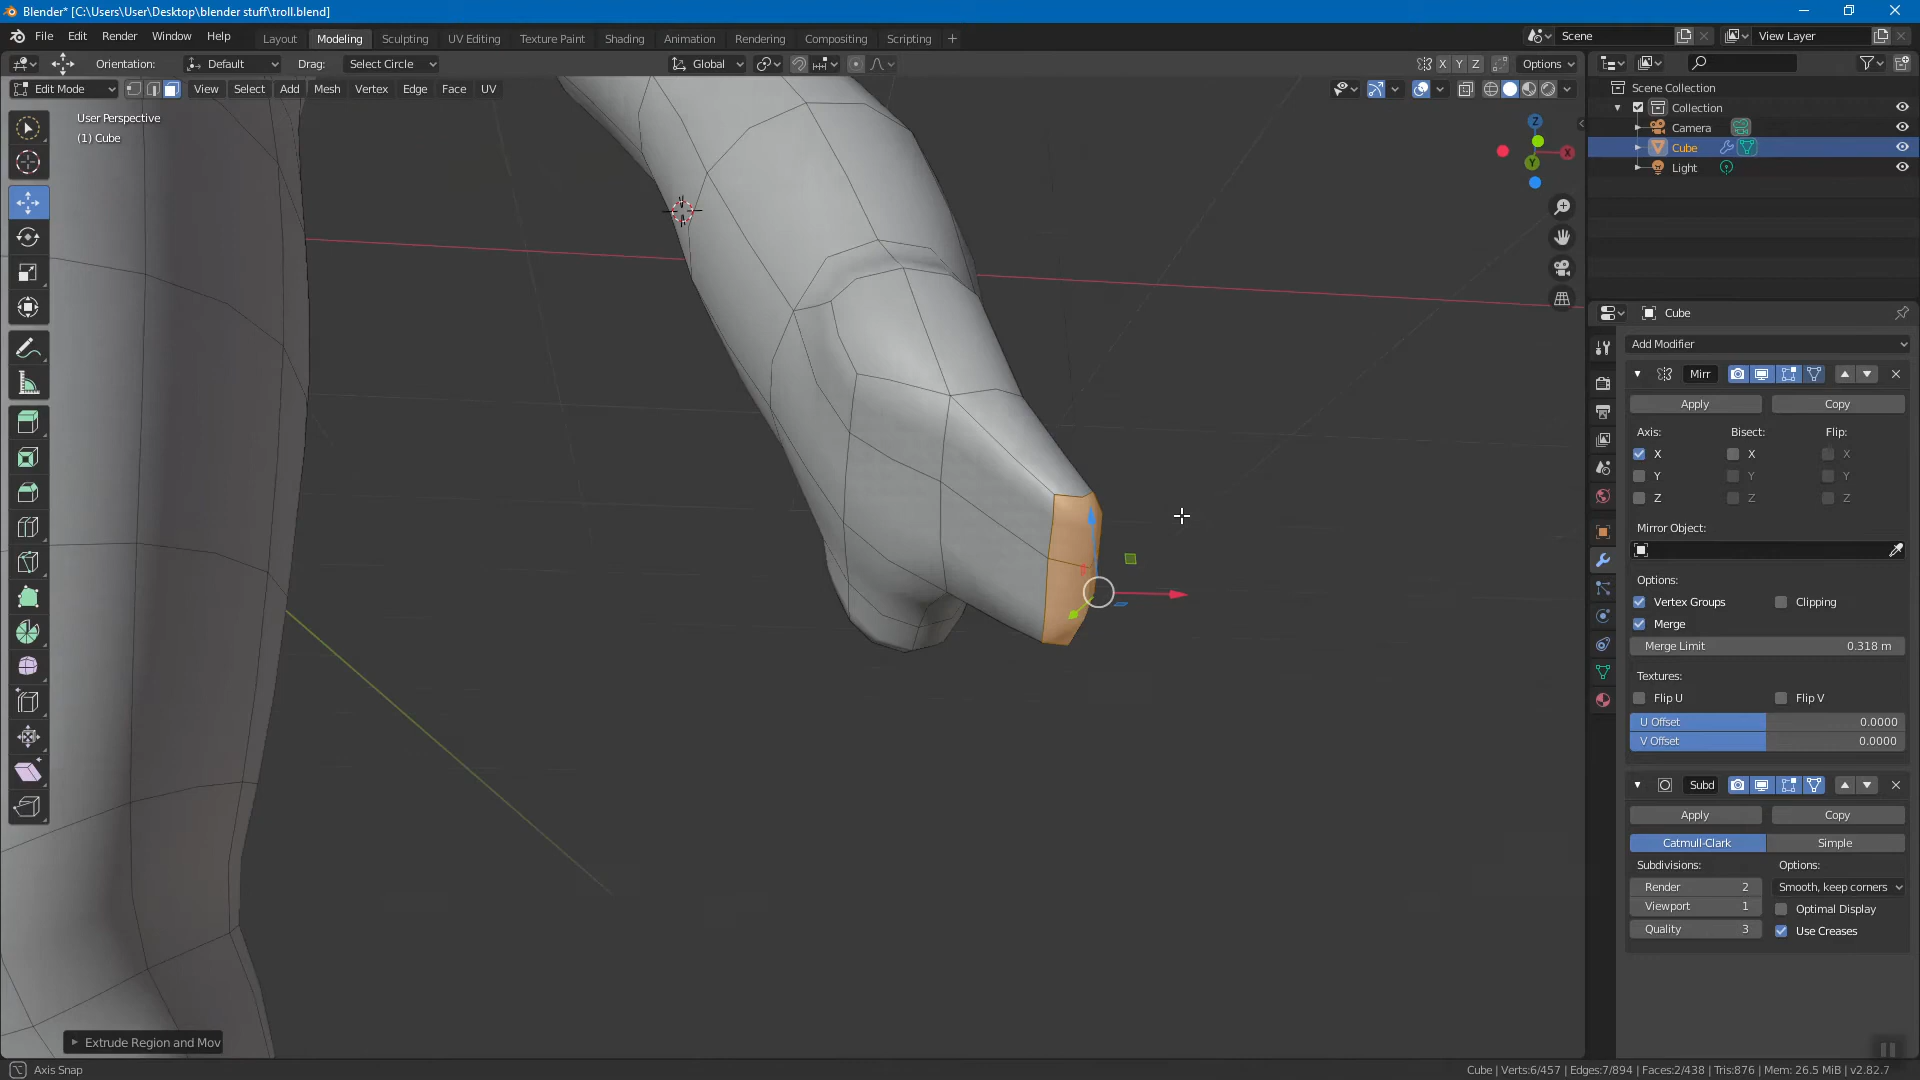 Blender* [C:\Users\User\Desktop\blender stuff\troll.blend]
File Edit Render Window Help Layout Modeling Sculpting UV Editing Texture Paint Shading Animation Rendering Compositing Scripting + Scene View Layer
Orientation: Default Drag: Select Circle Global X Y Z Options
Edit Mode View Select Add Mesh Vertex Edge Face UV
User Perspective
(1) Cube
Z
X
Y
Scene Collection
Collection
Camera
Cube
Light
Cube
Add Modifier
Mirr
Apply Copy
Axis: Bisect: Flip:
X X X
Y Y Y
Z Z Z
Mirror Object:
Options:
Vertex Groups Clipping
Merge
Merge Limit 0.318 m
Textures:
Flip U Flip V
U Offset 0.0000
V Offset 0.0000
Subd
Apply Copy
Catmull-Clark Simple
Subdivisions: Options:
Render 2 Smooth, keep corners
Viewport 1 Optimal Display
Quality 3 Use Creases
Extrude Region and Mov
Axis Snap
Cube | Verts:6/457 | Edges:7/894 | Faces:2/438 | Tris:876 | Mem: 26.5 MiB | v2.82.7